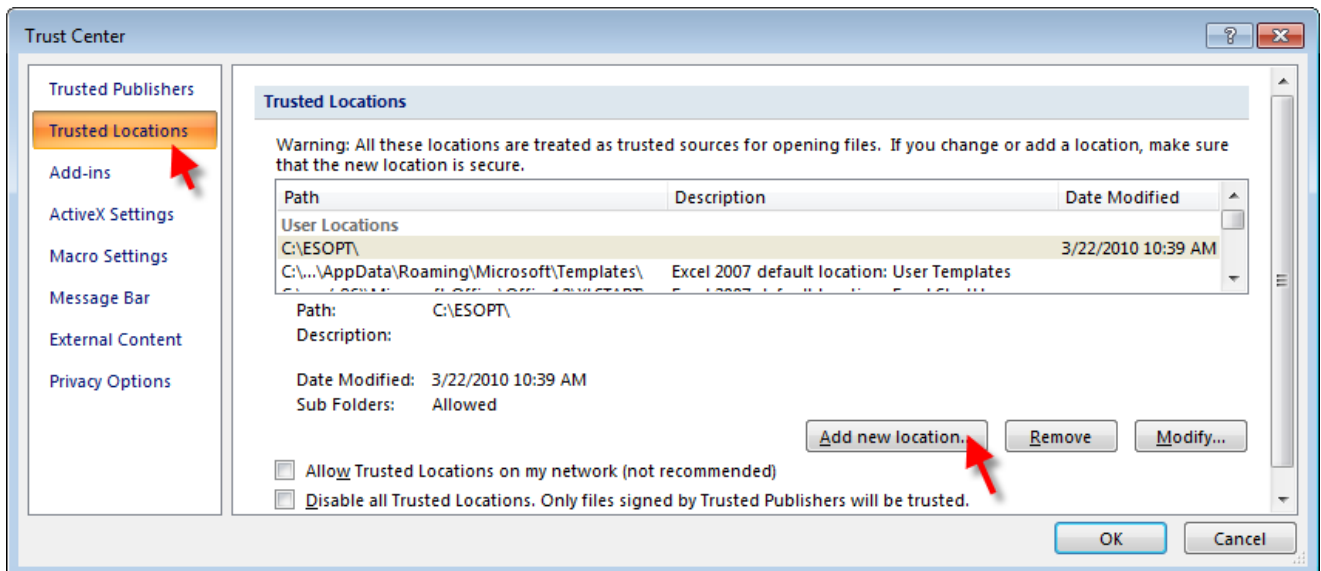 Trust Center
Trusted Publishers
Trusted Locations
Add-ins
ActiveX Settings
Macro Settings
Message Bar
External Content
Privacy Options
Trusted Locations
Warning: All these locations are treated as trusted sources for opening files. If you change or add a location, make sure
that the new location is secure.
Path Description Date Modified
User Locations
C:\ESOPT\ 3/22/2010 10:39 AM
C:\...\AppData\Roaming\Microsoft\Templates\ Excel 2007 default location: User Templates
Path: C:\ESOPT\
Description:
Date Modified: 3/22/2010 10:39 AM
Sub Folders: Allowed
Add new location... Remove Modify...
Allow Trusted Locations on my network (not recommended)
Disable all Trusted Locations. Only files signed by Trusted Publishers will be trusted.
OK Cancel